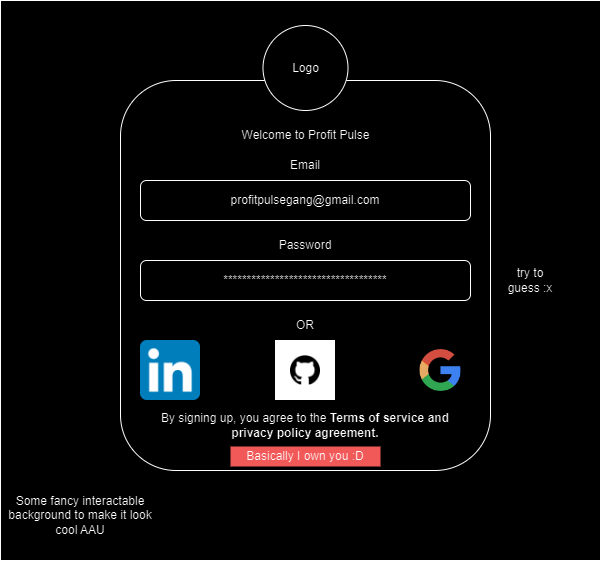 Logo
Welcome to Profit Pulse
Email
profitpulsegang@gmail.com
Password
***********************************
try to
guess :x
OR
in
By signing up, you agree to the Terms of service and
privacy policy agreement.
Basically I own you :D
Some fancy interactable
background to make it look
cool AAU